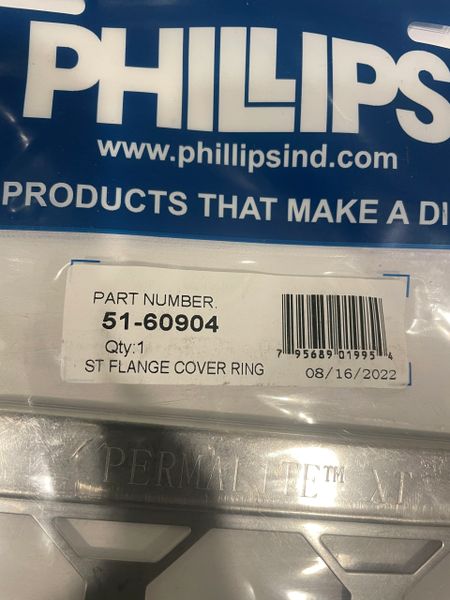 PHILLIPS
www.phillipsind.com
PRODUCTS THAT MAKE A DI
PART NUMBER.
51-60904
Qty:1
ST FLANGE COVER RING
7 95689 01995 4
08/16/2022
PERMALITE™ XT